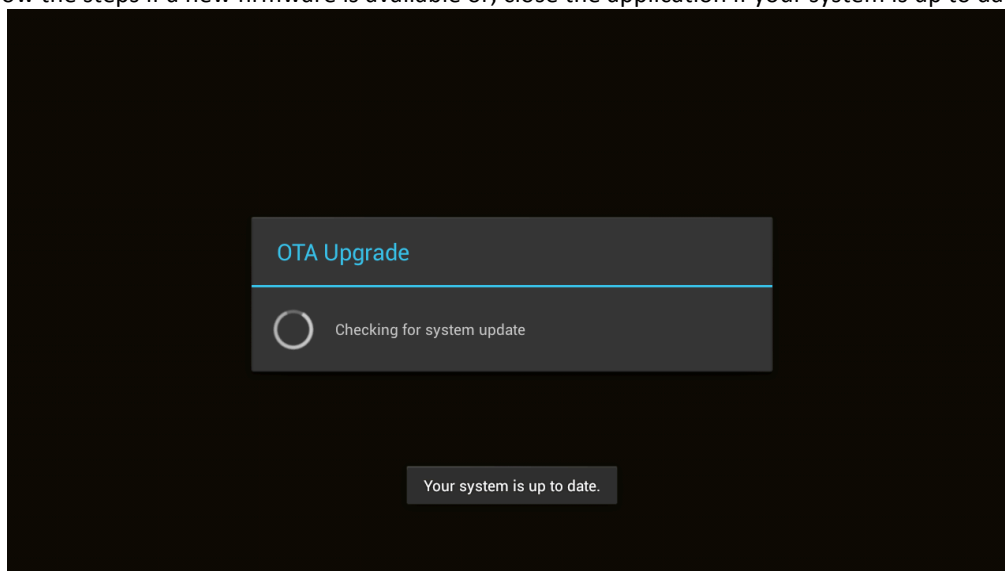 the steps if a new firmware is available or, close the application if your system is up to
OTA Upgrade
Checking for system update
Your system is up to date.